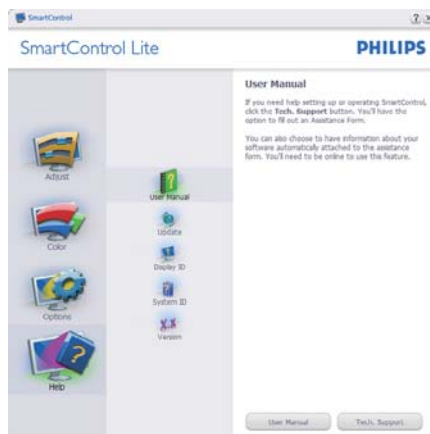 SmartControl
SmartControl Lite
PHILIPS
Adjust
Color
Options
Help
User Manual
Update
Display ID
System ID
Version
User Manual
If you need help setting up or operating SmartControl,
click the Tech. Support button. You'll have the
option to fill out an Assistance Form.
You can also choose to have information about your
software automatically attached to the assistance
form. You'll need to be online to use this feature.
User Manual
Tech. Support